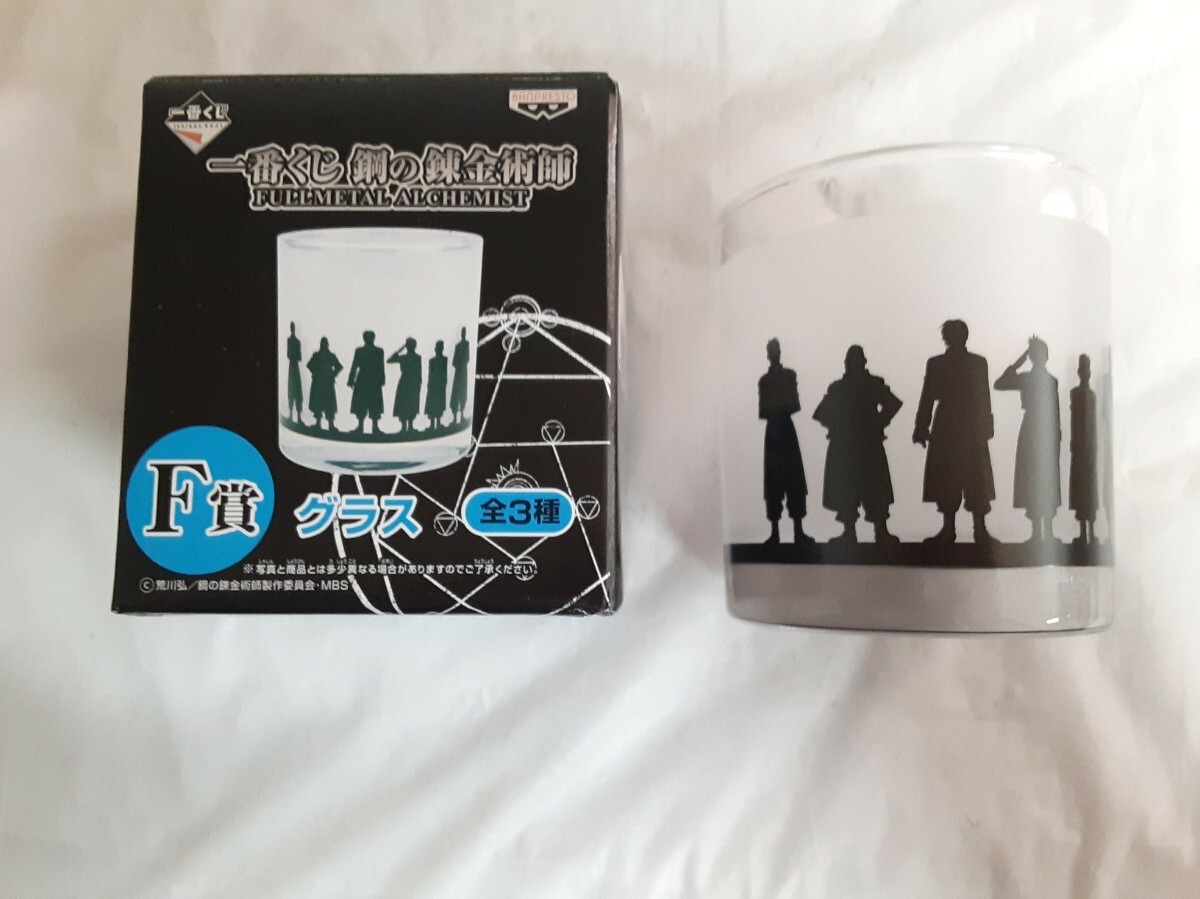 一番くじ
BANPRESTO
一番くじ 鋼の錬金術師
FULLMETAL ALCHEMIST
F賞 グラス 全3種
※写真と商品とは多少異なる場合がありますのでご了承ください。
©荒川弘/鋼の錬金術師製作委員会・MBS